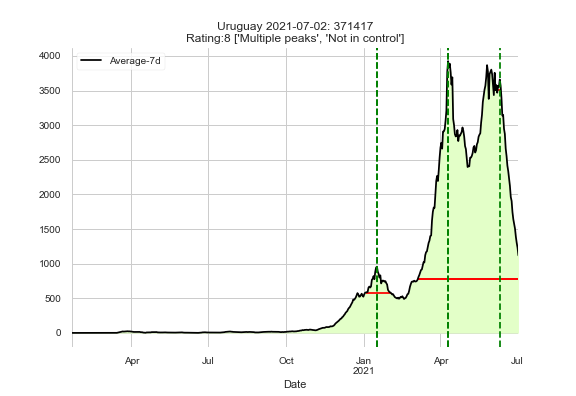 Uruguay 2021-07-02: 371417
Rating:8 ['Multiple peaks', 'Not in control']
Average-7d
4000
3500
3000
2500
2000
1500
1000
500
0
Apr
Jul
Oct
Jan
2021
Apr
Jul
Date